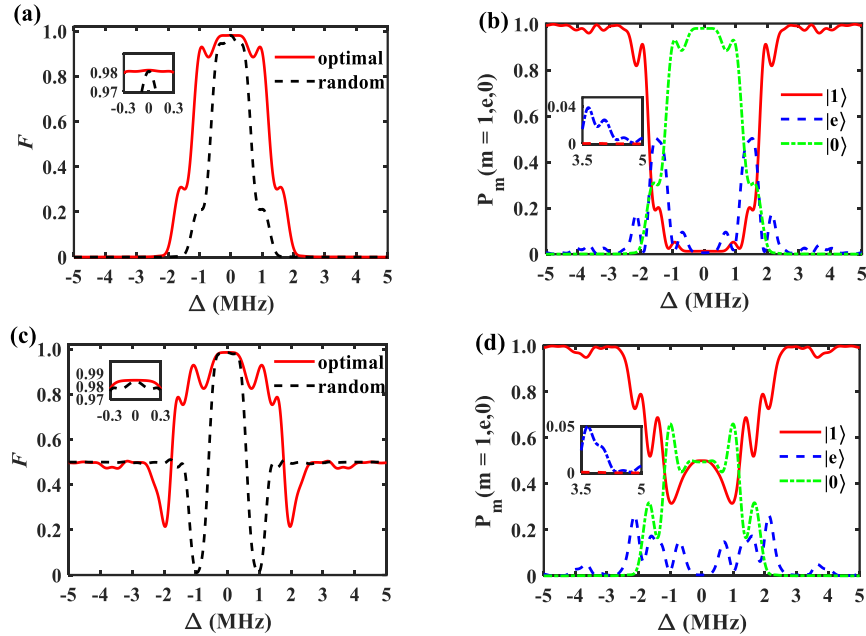 (a)
1.0
0.8
0.6
0.4
0.2
0
F
-5 -4 -3 -2 -1 0 1 2 3 4 5
Δ (MHz)
optimal
random
0.98
0.97
-0.3 0 0.3
(b)
1.0
0.8
0.6
0.4
0.2
0
P_m(m = 1,e,0)
-5 -4 -3 -2 -1 0 1 2 3 4 5
Δ (MHz)
|1⟩
|e⟩
|0⟩
0.04
0
3.5 5
(c)
1.0
0.8
0.6
0.4
0.2
0
F
-5 -4 -3 -2 -1 0 1 2 3 4 5
Δ (MHz)
optimal
random
0.99
0.98
0.97
-0.3 0 0.3
(d)
1.0
0.8
0.6
0.4
0.2
0
P_m(m = 1,e,0)
-5 -4 -3 -2 -1 0 1 2 3 4 5
Δ (MHz)
|1⟩
|e⟩
|0⟩
0.05
0
3.5 5